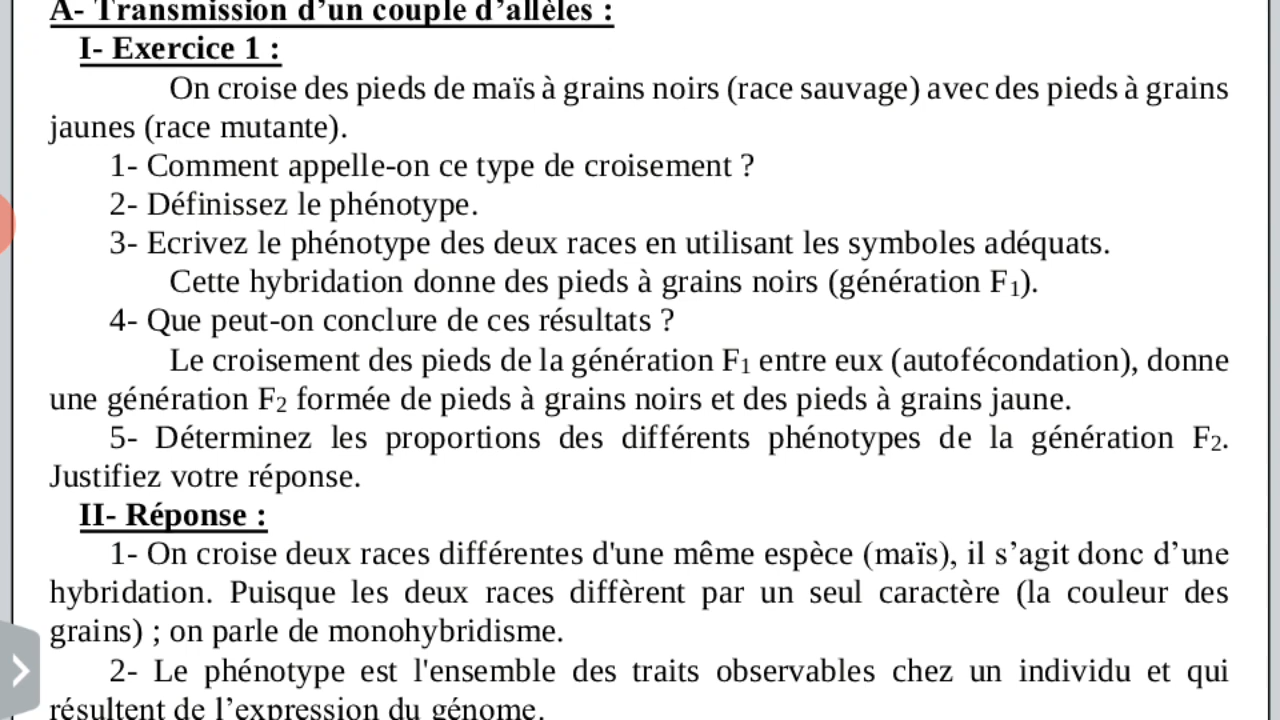 A- Transmission d’un couple d’allèles :
I- Exercice 1 :
On croise des pieds de maïs à grains noirs (race sauvage) avec des pieds à grains
jaunes (race mutante).
1- Comment appelle-on ce type de croisement ?
2- Définissez le phénotype.
3- Ecrivez le phénotype des deux races en utilisant les symboles adéquats.
Cette hybridation donne des pieds à grains noirs (génération F₁).
4- Que peut-on conclure de ces résultats ?
Le croisement des pieds de la génération F₁ entre eux (autofécondation), donne
une génération F₂ formée de pieds à grains noirs et des pieds à grains jaune.
5- Déterminez les proportions des différents phénotypes de la génération F₂.
Justifiez votre réponse.
II- Réponse :
1- On croise deux races différentes d'une même espèce (maïs), il s’agit donc d’une
hybridation. Puisque les deux races diffèrent par un seul caractère (la couleur des
grains) ; on parle de monohybridisme.
2- Le phénotype est l'ensemble des traits observables chez un individu et qui
résultent de l’expression du génome.